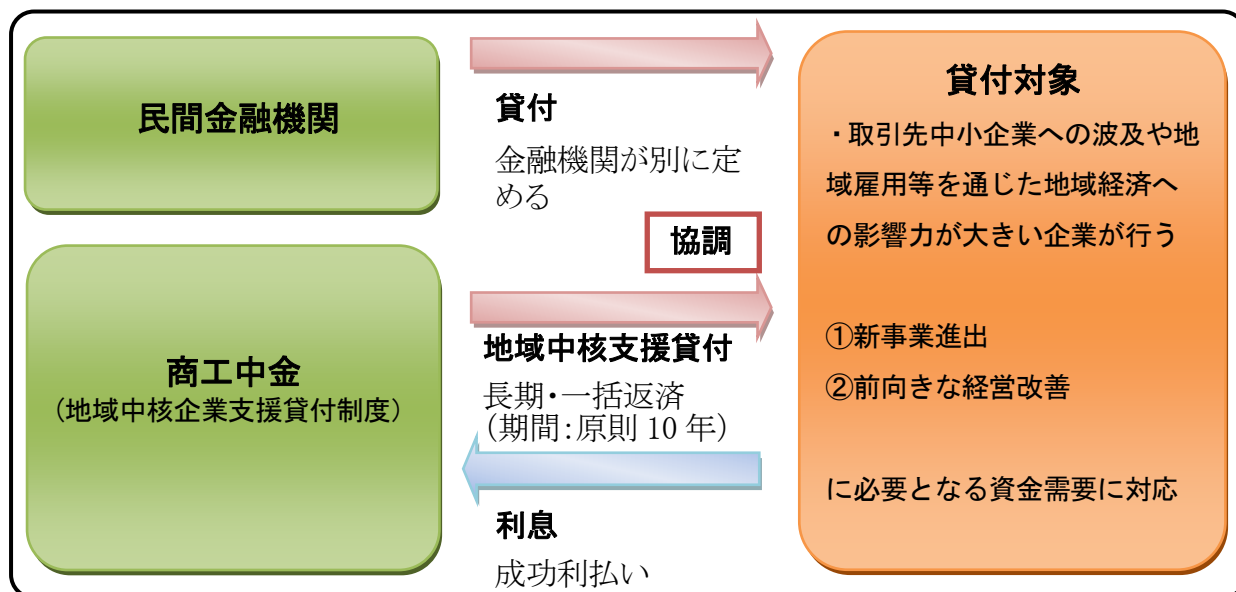 民間金融機関
貸付
金融機関が別に定
める
協調
商工中金
(地域中核企業支援貸付制度)
地域中核支援貸付
長期・一括返済
(期間:原則 10 年)
利息
成功利払い
貸付対象
・取引先中小企業への波及や地
域雇用等を通じた地域経済へ
の影響力が大きい企業が行う
①新事業進出
②前向きな経営改善
に必要となる資金需要に対応